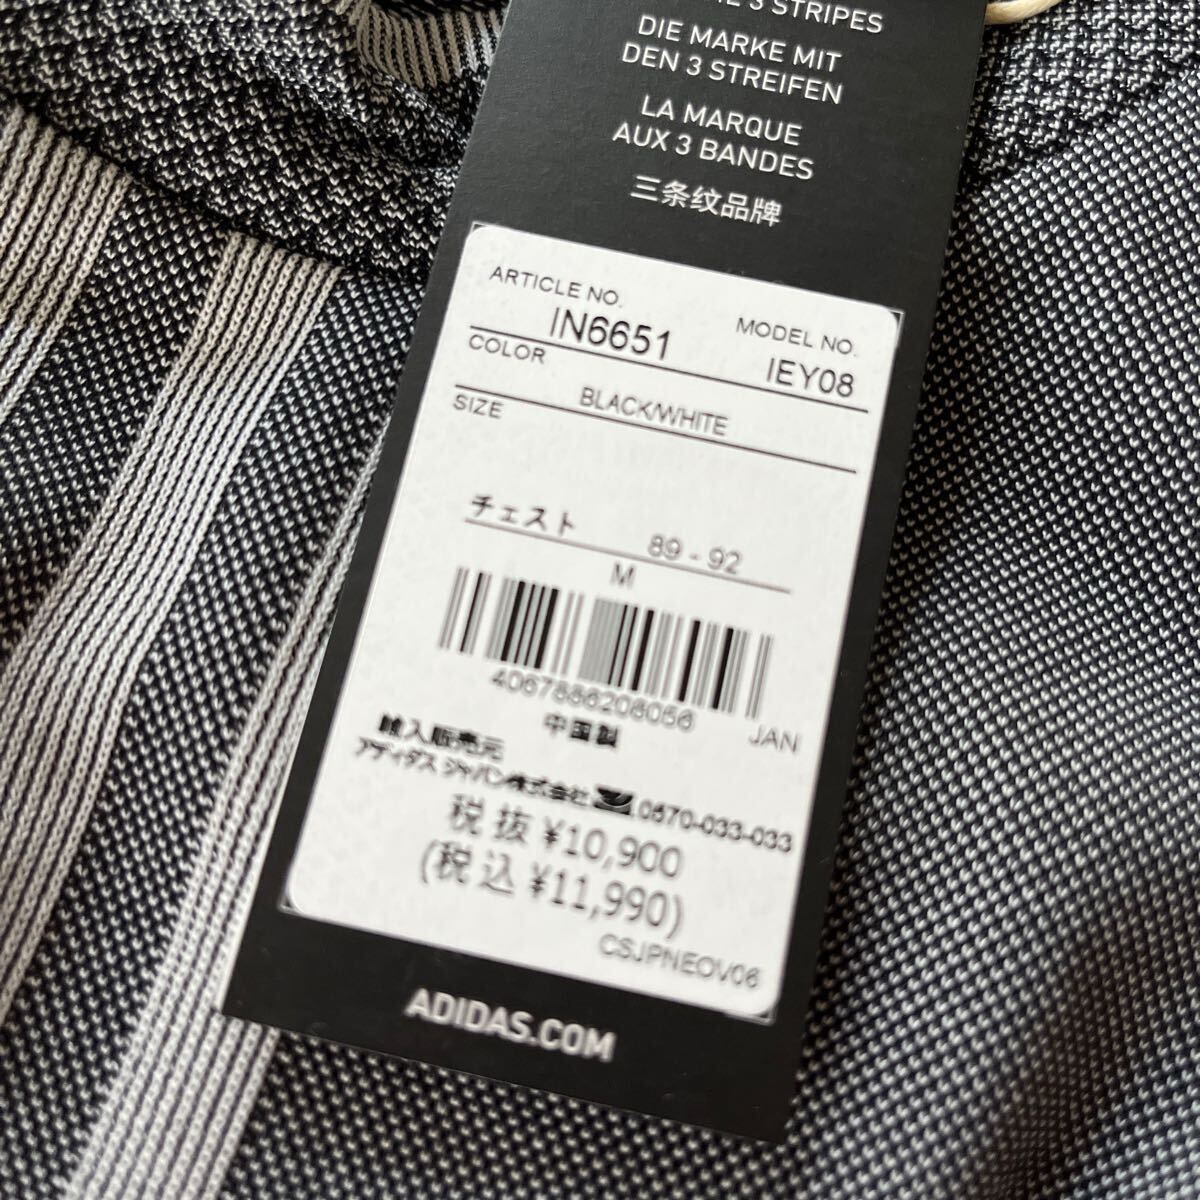 3 STRIPES
DIE MARKE MIT
DEN 3 STREIFEN
LA MARQUE
AUX 3 BANDES
三条纹品牌
ARTICLE NO.
IN6651
MODEL NO.
IEY08
COLOR
BLACK/WHITE
SIZE
チェスト
89 - 92
M
4067886208056
JAN
中国製
輸入販売元
アディダス ジャパン株式会社
0570-033-033
税抜 ¥10,900
(税込 ¥11,990)
CSJPNEOV06
ADIDAS.COM